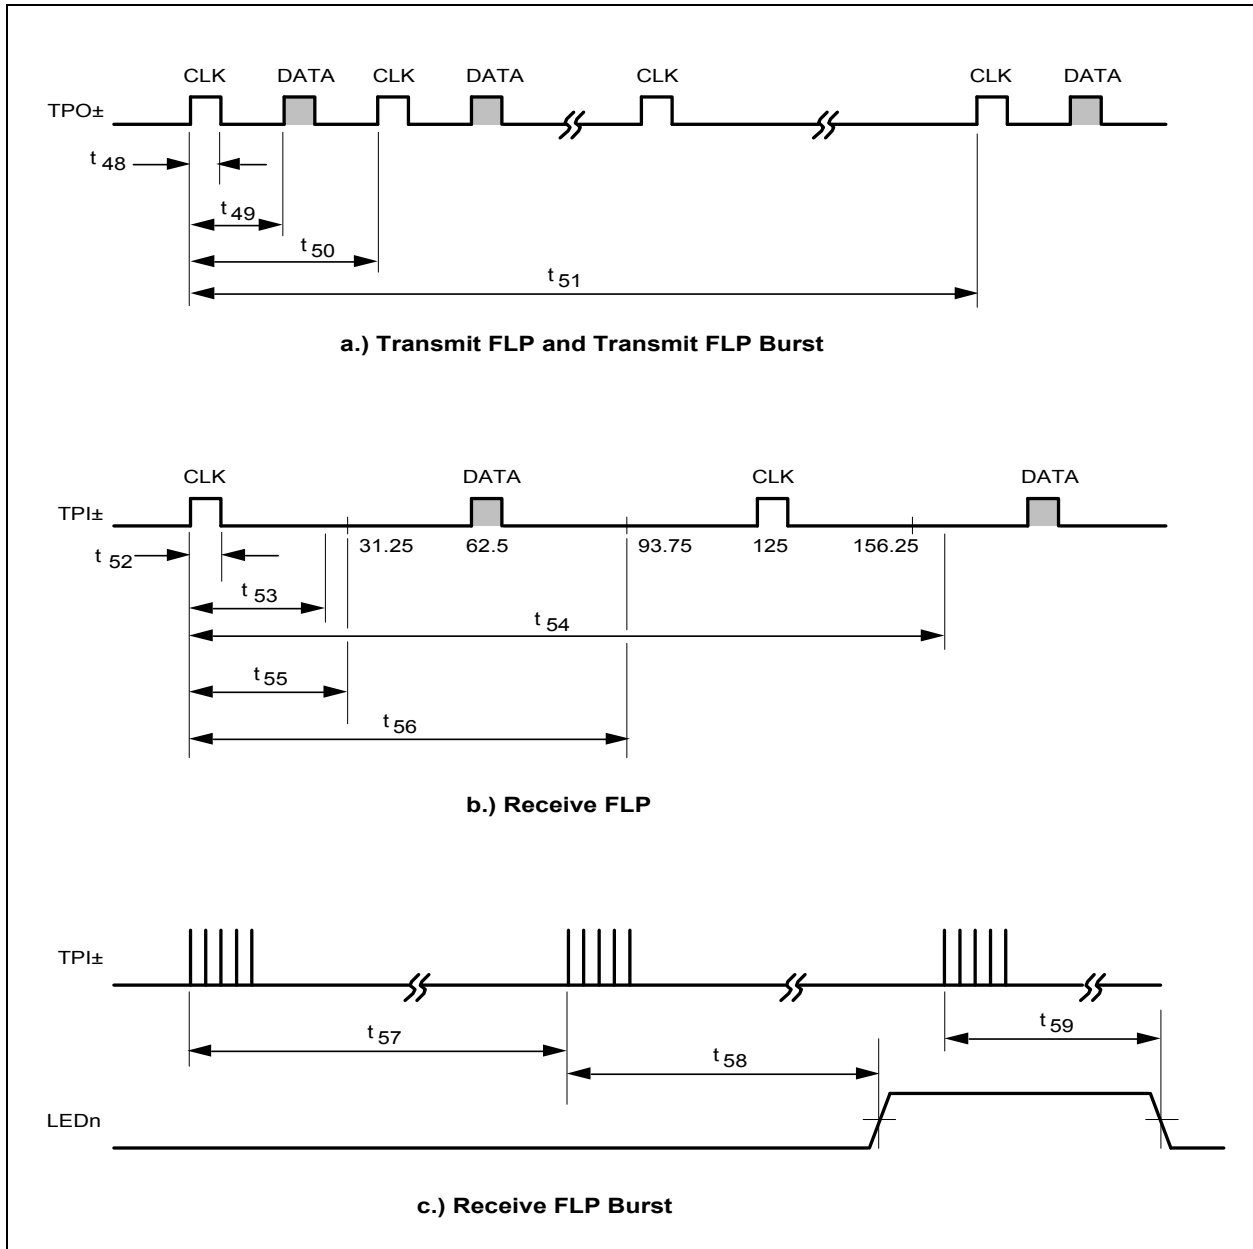 CLK DATA CLK DATA CLK CLK DATA
TPO±
t 48
t 49
t 50
t 51
a.) Transmit FLP and Transmit FLP Burst
CLK DATA CLK DATA
TPI±
31.25 62.5 93.75 125 156.25
t 52
t 53
t 54
t 55
t 56
b.) Receive FLP
TPI±
t 57
t 59
t 58
LEDn
c.) Receive FLP Burst